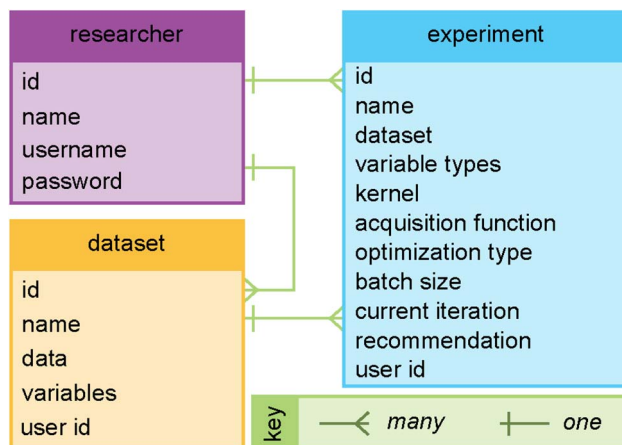 researcher
id
name
username
password
experiment
id
name
dataset
variable types
kernel
acquisition function
optimization type
batch size
current iteration
recommendation
user id
dataset
id
name
data
variables
user id
key
many
one